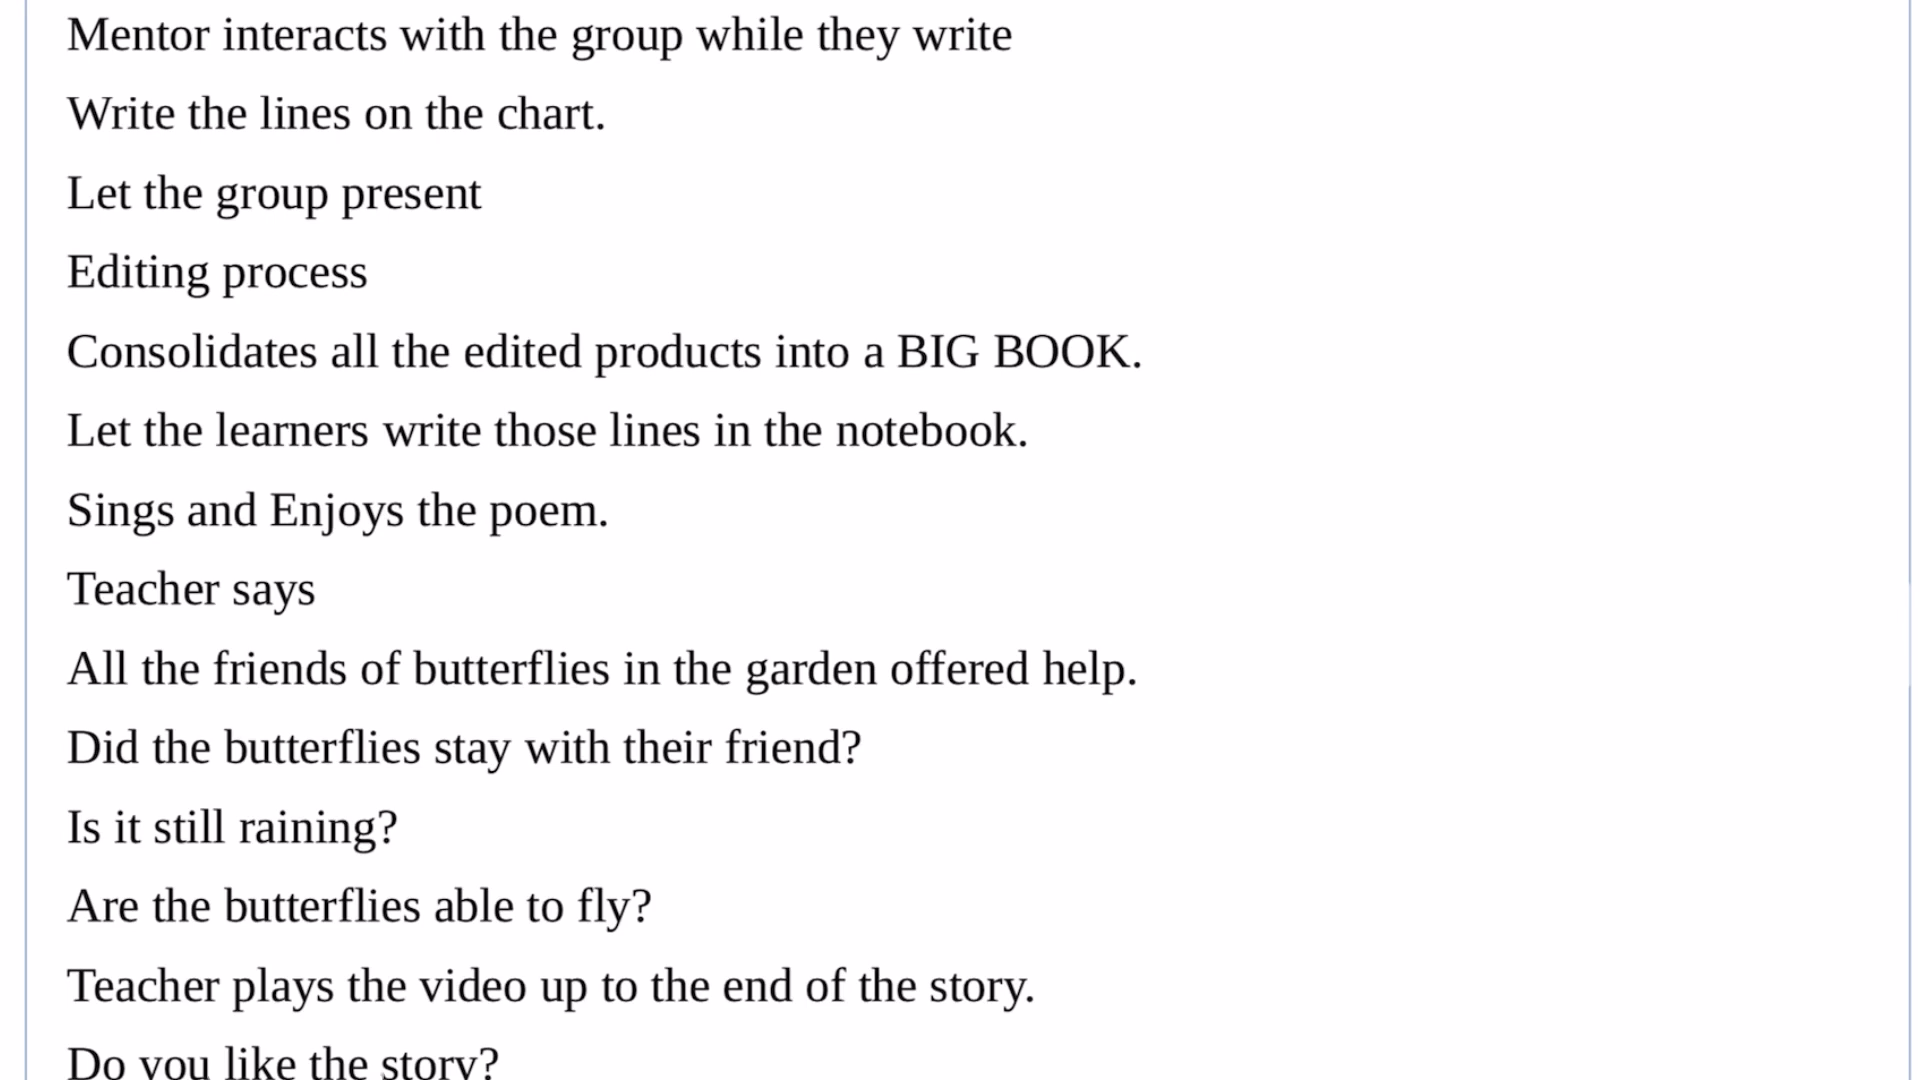 Mentor interacts with the group while they write
Write the lines on the chart.
Let the group present
Editing process
Consolidates all the edited products into a BIG BOOK.
Let the learners write those lines in the notebook.
Sings and Enjoys the poem.
Teacher says
All the friends of butterflies in the garden offered help.
Did the butterflies stay with their friend?
Is it still raining?
Are the butterflies able to fly?
Teacher plays the video up to the end of the story.
Do you like the story?